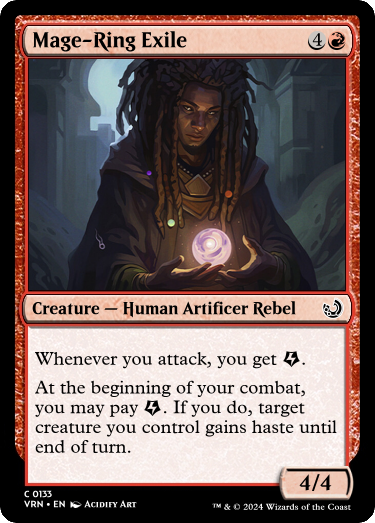 Mage-Ring Exile 4
Creature — Human Artificer Rebel
Whenever you attack, you get .
At the beginning of your combat,
you may pay . If you do, target
creature you control gains haste until
end of turn.
4/4
C 0133
VRN • EN Acidify Art
™ & © 2024 Wizards of the Coast